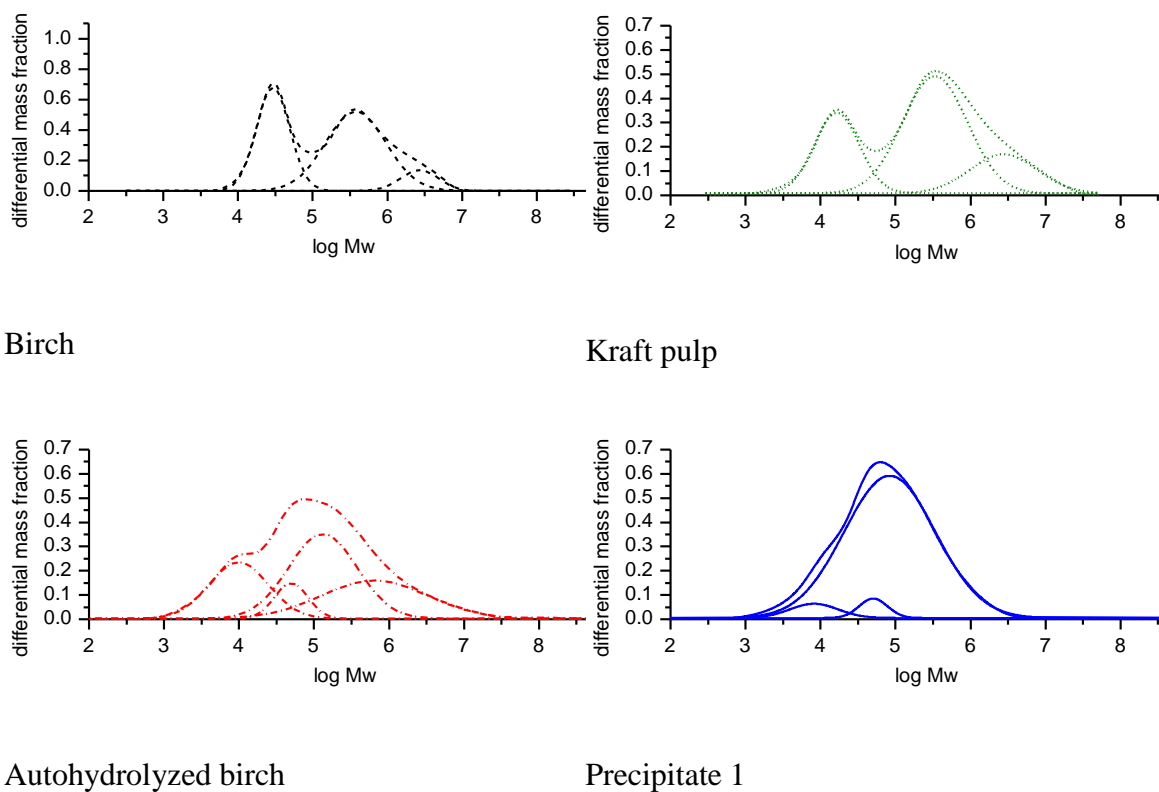 differential mass fraction
1.0
0.8
0.6
0.4
0.2
0.0
2 3 4 5 6 7 8
log Mw
Birch
differential mass fraction
0.7
0.6
0.5
0.4
0.3
0.2
0.1
0.0
2 3 4 5 6 7 8
log Mw
Kraft pulp
differential mass fraction
0.7
0.6
0.5
0.4
0.3
0.2
0.1
0.0
2 3 4 5 6 7 8
log Mw
Autohydrolyzed birch
differential mass fraction
0.7
0.6
0.5
0.4
0.3
0.2
0.1
0.0
2 3 4 5 6 7 8
log Mw
Precipitate 1